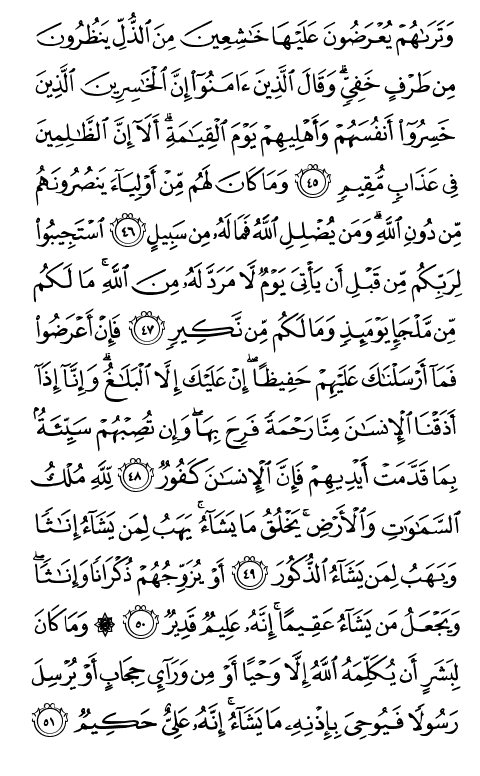 وَتَرَىٰهُمْ يُعْرَضُونَ عَلَيْهَا خَـٰشِعِينَ مِنَ ٱلذُّلِّ يَنظُرُونَ
مِن طَرْفٍ خَفِىٍّ ۗ وَقَالَ ٱلَّذِينَ ءَامَنُوٓا۟ إِنَّ ٱلْخَـٰسِرِينَ ٱلَّذِينَ
خَسِرُوٓا۟ أَنفُسَهُمْ وَأَهْلِيهِمْ يَوْمَ ٱلْقِيَـٰمَةِ ۗ أَلَآ إِنَّ ٱلظَّـٰلِمِينَ
فِى عَذَابٍ مُّقِيمٍ ٤٥ وَمَا كَانَ لَهُم مِّنْ أَوْلِيَآءَ يَنصُرُونَهُم
مِّن دُونِ ٱللَّهِ ۗ وَمَن يُضْلِلِ ٱللَّهُ فَمَا لَهُۥ مِن سَبِيلٍ ٤٦ ٱسْتَجِيبُوا۟
لِرَبِّكُم مِّن قَبْلِ أَن يَأْتِىَ يَوْمٌ لَّا مَرَدَّ لَهُۥ مِنَ ٱللَّهِ ۚ مَا لَكُم
مِّن مَّلْجَإٍ يَوْمَئِذٍ وَمَا لَكُم مِّن نَّكِيرٍ ٤٧ فَإِنْ أَعْرَضُوا۟
فَمَآ أَرْسَلْنَـٰكَ عَلَيْهِمْ حَفِيظًا ۖ إِنْ عَلَيْكَ إِلَّا ٱلْبَلَـٰغُ ۗ وَإِنَّآ إِذَآ
أَذَقْنَا ٱلْإِنسَـٰنَ مِنَّا رَحْمَةً فَرِحَ بِهَا ۖ وَإِن تُصِبْهُمْ سَيِّئَةٌۢ
بِمَا قَدَّمَتْ أَيْدِيهِمْ فَإِنَّ ٱلْإِنسَـٰنَ كَفُورٌ ٤٨ لِّلَّهِ مُلْكُ
ٱلسَّمَـٰوَٰتِ وَٱلْأَرْضِ ۚ يَخْلُقُ مَا يَشَآءُ ۚ يَهَبُ لِمَن يَشَآءُ إِنَـٰثًا
وَيَهَبُ لِمَن يَشَآءُ ٱلذُّكُورَ ٤٩ أَوْ يُزَوِّجُهُمْ ذُكْرَانًا وَإِنَـٰثًا ۖ
وَيَجْعَلُ مَن يَشَآءُ عَقِيمًا ۚ إِنَّهُۥ عَلِيمٌ قَدِيرٌ ٥٠ ۞ وَمَا كَانَ
لِبَشَرٍ أَن يُكَلِّمَهُ ٱللَّهُ إِلَّا وَحْيًا أَوْ مِن وَرَآئِ حِجَابٍ أَوْ يُرْسِلَ
رَسُولًا فَيُوحِىَ بِإِذْنِهِۦ مَا يَشَآءُ ۚ إِنَّهُۥ عَلِىٌّ حَكِيمٌ ٥١